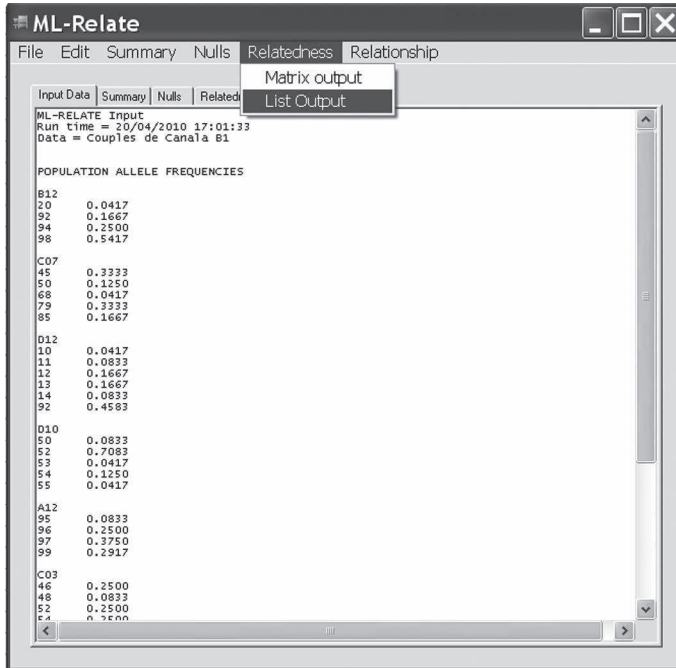 ML-Relate
File Edit Summary Nulls Relatedness Relationship
Matrix output
List Output
Input Data Summary Nulls
ML-RELATE Input
Run time = 20/04/2010 17:01:33
Data = Couples de Canala B1
POPULATION ALLELE FREQUENCIES
B12
20 0.0417
92 0.1667
94 0.2500
98 0.5417
C07
45 0.3333
50 0.1250
68 0.0417
79 0.3333
85 0.1667
D12
10 0.0417
11 0.0833
12 0.1667
13 0.1667
14 0.0833
92 0.4583
D10
50 0.0833
52 0.7083
53 0.0417
54 0.1250
55 0.0417
A12
95 0.0833
96 0.2500
97 0.3750
99 0.2917
C03
46 0.2500
48 0.0833
52 0.2500
54 0.2500